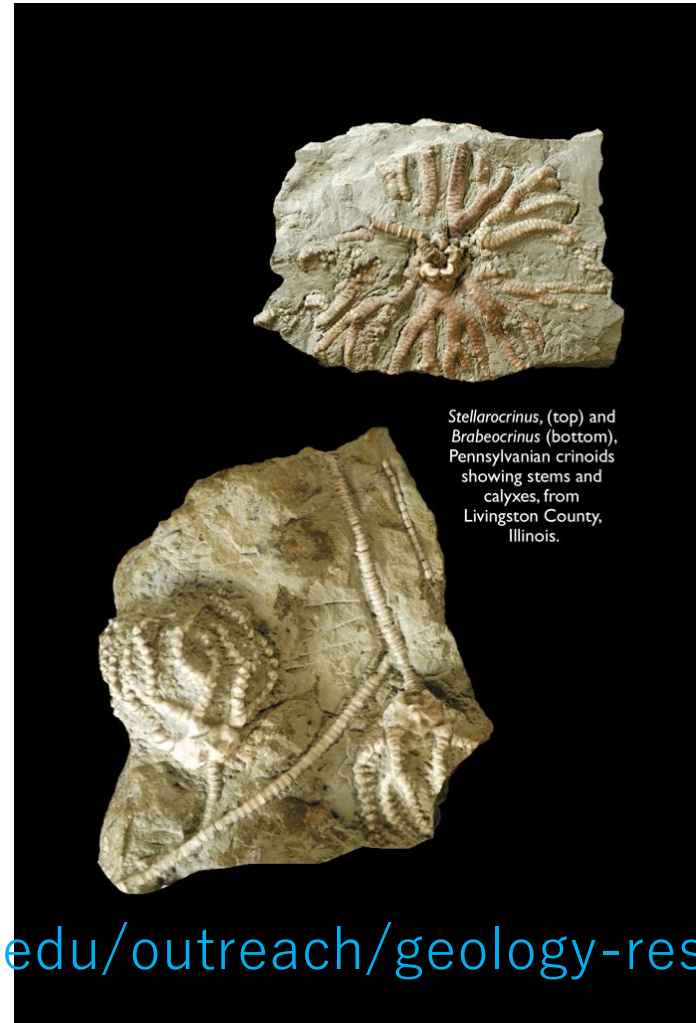 Stellarocrinus, (top) and
Brabeocrinus (bottom),
Pennsylvanian crinoids
showing stems and
calyxes, from
Livingston County,
Illinois.
edu/outreach/geology-res